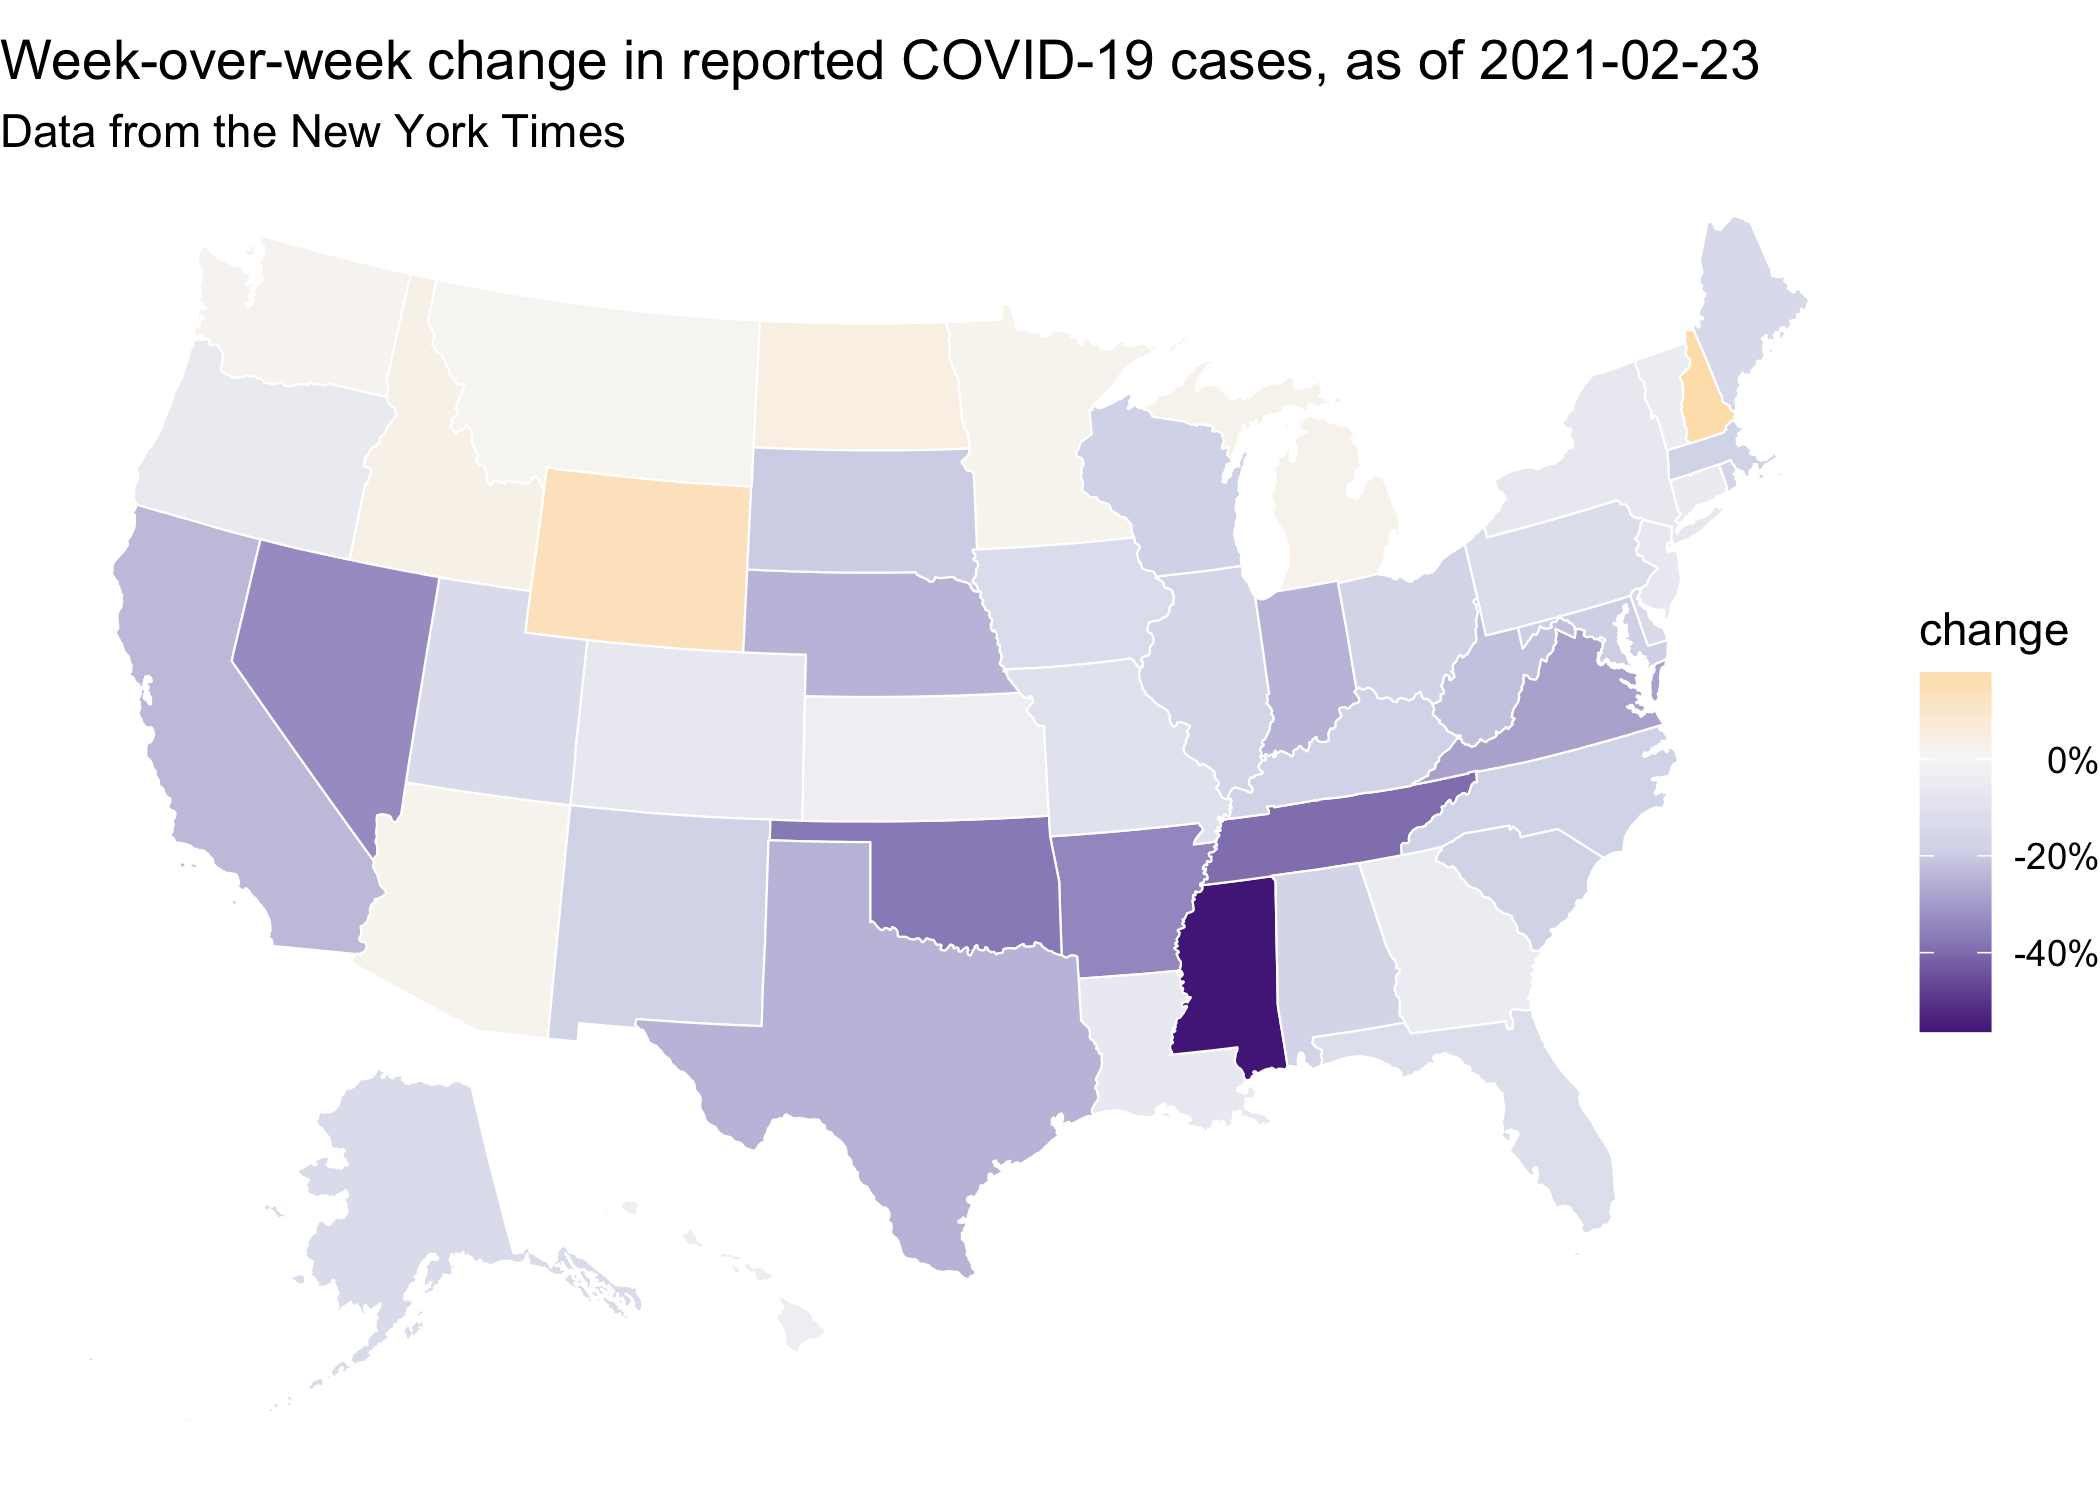 Week-over-week change in reported COVID-19 cases, as of 2021-02-23
Data from the New York Times
change
0%
-20%
-40%